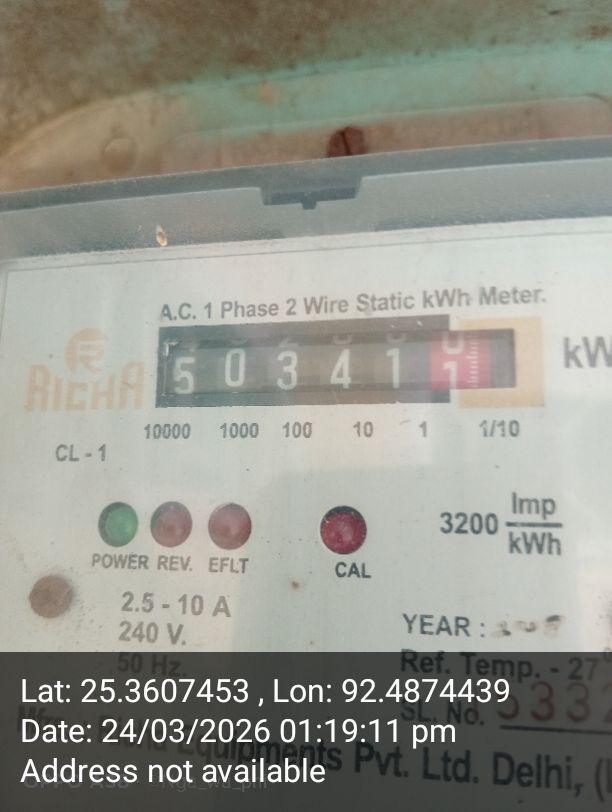 A.C. 1 Phase 2 Wire Static kWh Meter.
RICHA
5 0 3 4 1 1
kW
10000 1000 100 10 1 1/10
CL - 1
3200 Imp/kWh
POWER REV. EFLT
CAL
2.5 - 10 A
240 V.
50 Hz.
YEAR :
Ref. Temp. - 27°
SL. No. 5332
Equipments Pvt. Ltd. Delhi, (
Lat: 25.3607453 , Lon: 92.4874439
Date: 24/03/2026 01:19:11 pm
Address not available